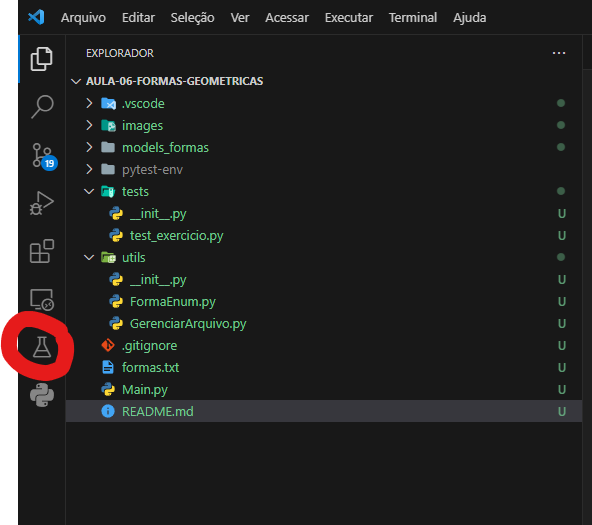 Arquivo Editar Seleção Ver Acessar Executar Terminal Ajuda
EXPLORADOR
AULA-06-FORMAS-GEOMETRICAS
.vscode
images
19
models_formas
pytest-env
tests
__init__.py U
test_exercicio.py U
utils
__init__.py U
FormaEnum.py U
GerenciarArquivo.py U
.gitignore U
formas.txt U
Main.py U
README.md U